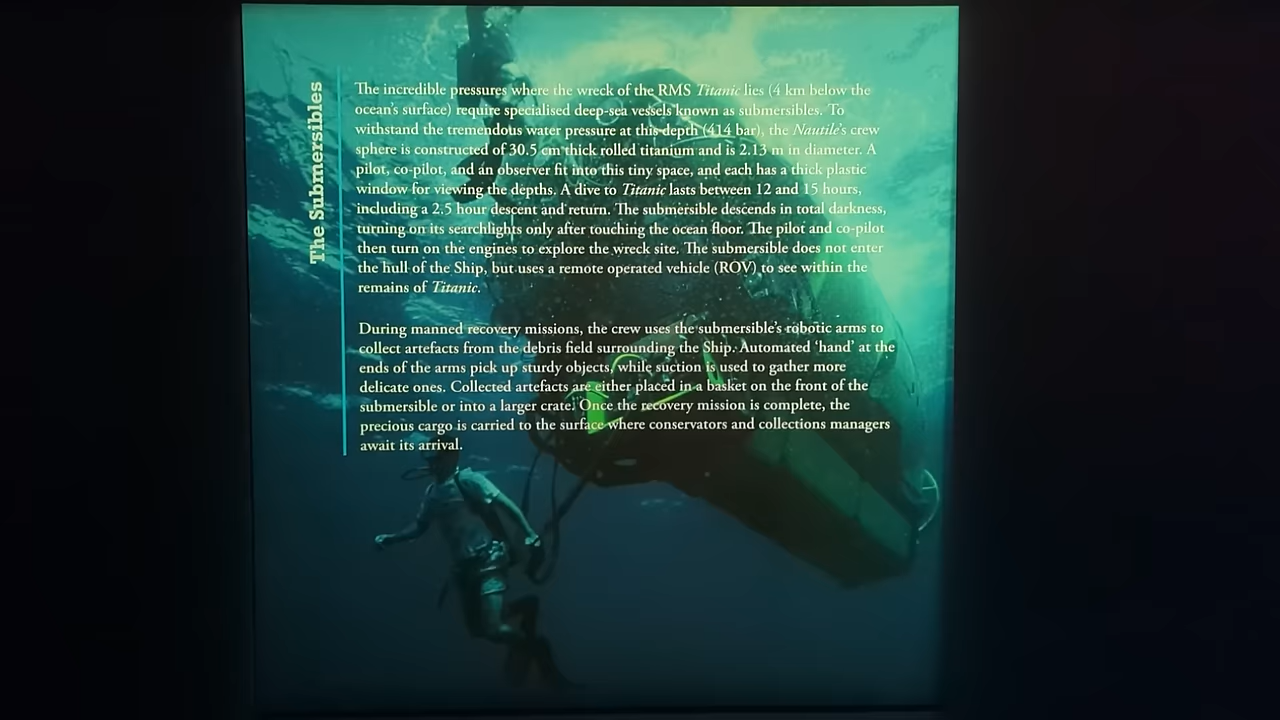 The Submersibles
The incredible pressures where the wreck of the RMS Titanic lies (4 km below the
ocean's surface) require specialised deep-sea vessels known as submersibles. To
withstand the tremendous water pressure at this depth (414 bar), the Nautile's crew
sphere is constructed of 30.5 cm thick rolled titanium and is 2.13 m in diameter. A
pilot, co-pilot, and an observer fit into this tiny space, and each has a thick plastic
window for viewing the depths. A dive to Titanic lasts between 12 and 15 hours,
including a 2.5 hour descent and return. The submersible descends in total darkness,
turning on its searchlights only after touching the ocean floor. The pilot and co-pilot
then turn on the engines to explore the wreck site. The submersible does not enter
the hull of the Ship, but uses a remote operated vehicle (ROV) to see within the
remains of Titanic.
During manned recovery missions, the crew uses the submersible's robotic arms to
collect artefacts from the debris field surrounding the Ship. Automated ‘hand’ at the
ends of the arms pick up sturdy objects, while suction is used to gather more
delicate ones. Collected artefacts are either placed in a basket on the front of the
submersible or into a larger crate. Once the recovery mission is complete, the
precious cargo is carried to the surface where conservators and collections managers
await its arrival.